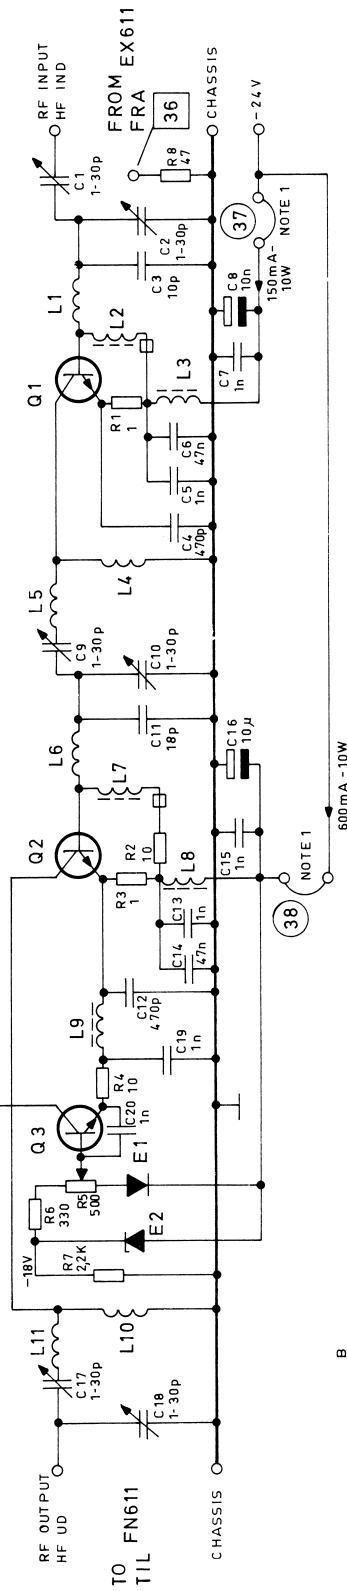 RF INPUT
HF IND
C1
1-30p
FROM EX611
FRA
36
R8
47
CHASSIS
-24V
C2
1-30p
C3
10p
37
NOTE 1
150mA-
10W
C8
10n
L1
L2
Q1
R1
1
L3
C7
1n
C6
47n
C5
1n
C4
470p
L4
L5
C9
1-30p
C10
1-30p
C11
18p
L6
L7
Q2
R2
10
R3
1
L8
C16
10µ
C15
1n
C13
1n
C14
47n
NOTE 1
38
600mA-10W
C12
470p
L9
C19
1n
R4
10
C20
1n
Q3
E1
R5
500
R6
330
E2
-18V
R7
2,2K
L10
L11
C17
1-30p
C18
1-30p
RF OUTPUT
HF UD
TO FN611
TIL
CHASSIS
B